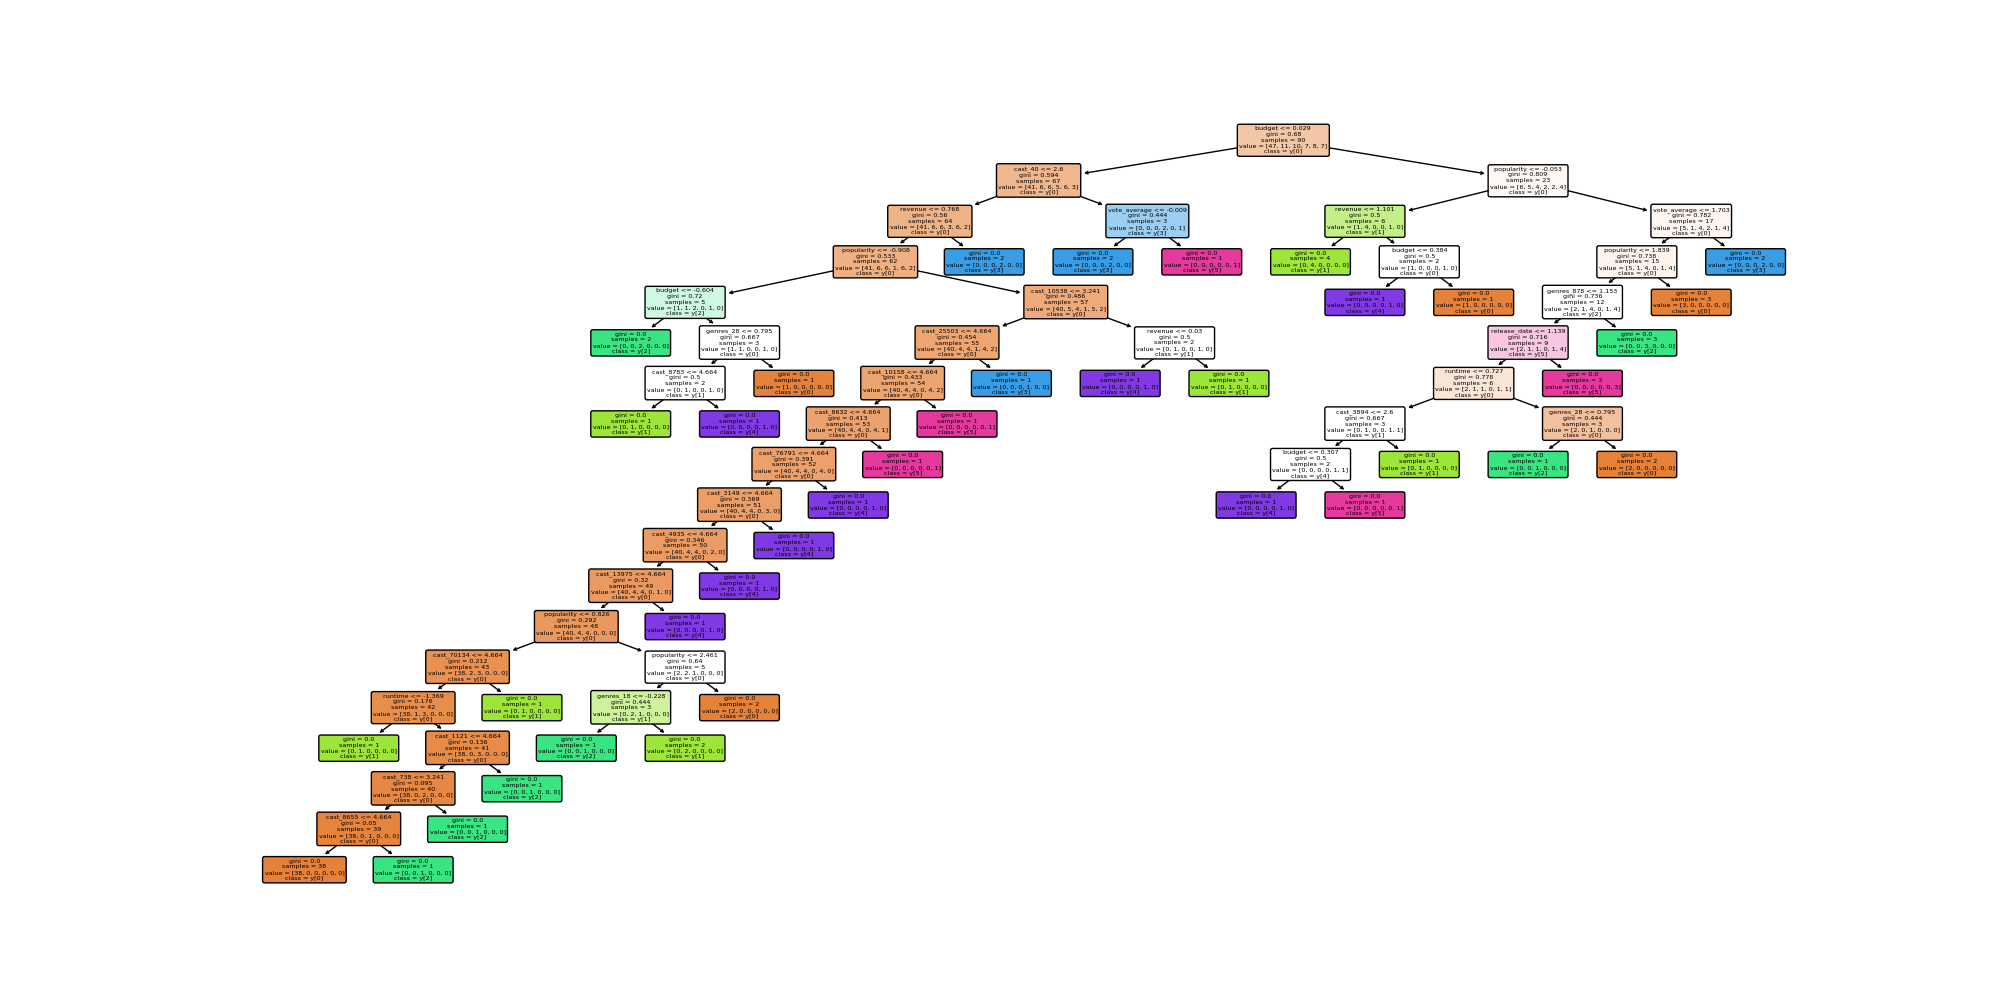 budget <= 0.029
gini = 0.68
samples = 90
value = [47, 11, 10, 7, 8, 7]
class = y[0]
cast_40 <= 2.6
gini = 0.594
samples = 67
value = [41, 6, 6, 5, 6, 3]
class = y[0]
popularity <= -0.053
gini = 0.809
samples = 23
value = [6, 5, 4, 2, 2, 4]
class = y[0]
revenue <= 0.768
gini = 0.56
samples = 64
value = [41, 6, 6, 3, 6, 2]
class = y[0]
vote_average <= -0.009
gini = 0.444
samples = 3
value = [0, 0, 0, 2, 0, 1]
class = y[3]
revenue <= 1.101
gini = 0.5
samples = 6
value = [1, 4, 0, 0, 1, 0]
class = y[1]
vote_average <= 1.703
gini = 0.782
samples = 17
value = [5, 1, 4, 2, 1, 4]
class = y[0]
popularity <= -0.908
gini = 0.533
samples = 62
value = [41, 6, 6, 1, 6, 2]
class = y[0]
gini = 0.0
samples = 2
value = [0, 0, 0, 2, 0, 0]
class = y[3]
gini = 0.0
samples = 2
value = [0, 0, 0, 2, 0, 0]
class = y[3]
gini = 0.0
samples = 1
value = [0, 0, 0, 0, 0, 1]
class = y[5]
gini = 0.0
samples = 4
value = [0, 4, 0, 0, 0, 0]
class = y[1]
budget <= 0.384
gini = 0.5
samples = 2
value = [1, 0, 0, 0, 1, 0]
class = y[0]
popularity <= 1.839
gini = 0.738
samples = 15
value = [5, 1, 4, 0, 1, 4]
class = y[0]
gini = 0.0
samples = 2
value = [0, 0, 0, 2, 0, 0]
class = y[3]
budget <= -0.604
gini = 0.72
samples = 5
value = [1, 1, 2, 0, 1, 0]
class = y[2]
cast_10538 <= 3.241
gini = 0.486
samples = 57
value = [40, 5, 4, 1, 5, 2]
class = y[0]
gini = 0.0
samples = 1
value = [0, 0, 0, 0, 1, 0]
class = y[4]
gini = 0.0
samples = 1
value = [1, 0, 0, 0, 0, 0]
class = y[0]
genres_878 <= 1.153
gini = 0.736
samples = 12
value = [2, 1, 4, 0, 1, 4]
class = y[2]
gini = 0.0
samples = 3
value = [3, 0, 0, 0, 0, 0]
class = y[0]
gini = 0.0
samples = 2
value = [0, 0, 2, 0, 0, 0]
class = y[2]
genres_28 <= 0.795
gini = 0.667
samples = 3
value = [1, 1, 0, 0, 1, 0]
class = y[0]
cast_25503 <= 4.664
gini = 0.454
samples = 55
value = [40, 4, 4, 1, 4, 2]
class = y[0]
revenue <= 0.03
gini = 0.5
samples = 2
value = [0, 1, 0, 0, 1, 0]
class = y[1]
release_date <= 1.139
gini = 0.716
samples = 9
value = [2, 1, 1, 0, 1, 4]
class = y[5]
gini = 0.0
samples = 3
value = [0, 0, 3, 0, 0, 0]
class = y[2]
cast_8783 <= 4.664
gini = 0.5
samples = 2
value = [0, 1, 0, 0, 1, 0]
class = y[1]
gini = 0.0
samples = 1
value = [1, 0, 0, 0, 0, 0]
class = y[0]
cast_10158 <= 4.664
gini = 0.433
samples = 54
value = [40, 4, 4, 0, 4, 2]
class = y[0]
gini = 0.0
samples = 1
value = [0, 0, 0, 1, 0, 0]
class = y[3]
gini = 0.0
samples = 1
value = [0, 0, 0, 0, 1, 0]
class = y[4]
gini = 0.0
samples = 1
value = [0, 1, 0, 0, 0, 0]
class = y[1]
runtime <= 0.727
gini = 0.778
samples = 6
value = [2, 1, 1, 0, 1, 1]
class = y[0]
gini = 0.0
samples = 3
value = [0, 0, 0, 0, 0, 3]
class = y[5]
gini = 0.0
samples = 1
value = [0, 1, 0, 0, 0, 0]
class = y[1]
gini = 0.0
samples = 1
value = [0, 0, 0, 0, 1, 0]
class = y[4]
cast_8632 <= 4.664
gini = 0.413
samples = 53
value = [40, 4, 4, 0, 4, 1]
class = y[0]
gini = 0.0
samples = 1
value = [0, 0, 0, 0, 0, 1]
class = y[5]
cast_3894 <= 2.6
gini = 0.667
samples = 3
value = [0, 1, 0, 0, 1, 1]
class = y[1]
genres_28 <= 0.795
gini = 0.444
samples = 3
value = [2, 0, 1, 0, 0, 0]
class = y[0]
cast_76791 <= 4.664
gini = 0.391
samples = 52
value = [40, 4, 4, 0, 4, 0]
class = y[0]
gini = 0.0
samples = 1
value = [0, 0, 0, 0, 0, 1]
class = y[5]
budget <= 0.307
gini = 0.5
samples = 2
value = [0, 0, 0, 0, 1, 1]
class = y[4]
gini = 0.0
samples = 1
value = [0, 1, 0, 0, 0, 0]
class = y[1]
gini = 0.0
samples = 1
value = [0, 0, 1, 0, 0, 0]
class = y[2]
gini = 0.0
samples = 2
value = [2, 0, 0, 0, 0, 0]
class = y[0]
cast_3149 <= 4.664
gini = 0.369
samples = 51
value = [40, 4, 4, 0, 3, 0]
class = y[0]
gini = 0.0
samples = 1
value = [0, 0, 0, 0, 1, 0]
class = y[4]
gini = 0.0
samples = 1
value = [0, 0, 0, 0, 1, 0]
class = y[4]
gini = 0.0
samples = 1
value = [0, 0, 0, 0, 0, 1]
class = y[5]
cast_4935 <= 4.664
gini = 0.346
samples = 50
value = [40, 4, 4, 0, 2, 0]
class = y[0]
gini = 0.0
samples = 1
value = [0, 0, 0, 0, 1, 0]
class = y[4]
cast_13975 <= 4.664
gini = 0.32
samples = 49
value = [40, 4, 4, 0, 1, 0]
class = y[0]
gini = 0.0
samples = 1
value = [0, 0, 0, 0, 1, 0]
class = y[4]
popularity <= 0.826
gini = 0.292
samples = 48
value = [40, 4, 4, 0, 0, 0]
class = y[0]
gini = 0.0
samples = 1
value = [0, 0, 0, 0, 1, 0]
class = y[4]
cast_70134 <= 4.664
gini = 0.212
samples = 43
value = [38, 2, 3, 0, 0, 0]
class = y[0]
popularity <= 2.461
gini = 0.64
samples = 5
value = [2, 2, 1, 0, 0, 0]
class = y[0]
runtime <= -1.369
gini = 0.176
samples = 42
value = [38, 1, 3, 0, 0, 0]
class = y[0]
gini = 0.0
samples = 1
value = [0, 1, 0, 0, 0, 0]
class = y[1]
genres_18 <= -0.228
gini = 0.444
samples = 3
value = [0, 2, 1, 0, 0, 0]
class = y[1]
gini = 0.0
samples = 2
value = [2, 0, 0, 0, 0, 0]
class = y[0]
gini = 0.0
samples = 1
value = [0, 1, 0, 0, 0, 0]
class = y[1]
cast_1121 <= 4.664
gini = 0.136
samples = 41
value = [38, 0, 3, 0, 0, 0]
class = y[0]
gini = 0.0
samples = 1
value = [0, 0, 1, 0, 0, 0]
class = y[2]
gini = 0.0
samples = 2
value = [0, 2, 0, 0, 0, 0]
class = y[1]
cast_738 <= 3.241
gini = 0.095
samples = 40
value = [38, 0, 2, 0, 0, 0]
class = y[0]
gini = 0.0
samples = 1
value = [0, 0, 1, 0, 0, 0]
class = y[2]
cast_8655 <= 4.664
gini = 0.05
samples = 39
value = [38, 0, 1, 0, 0, 0]
class = y[0]
gini = 0.0
samples = 1
value = [0, 0, 1, 0, 0, 0]
class = y[2]
gini = 0.0
samples = 38
value = [38, 0, 0, 0, 0, 0]
class = y[0]
gini = 0.0
samples = 1
value = [0, 0, 1, 0, 0, 0]
class = y[2]